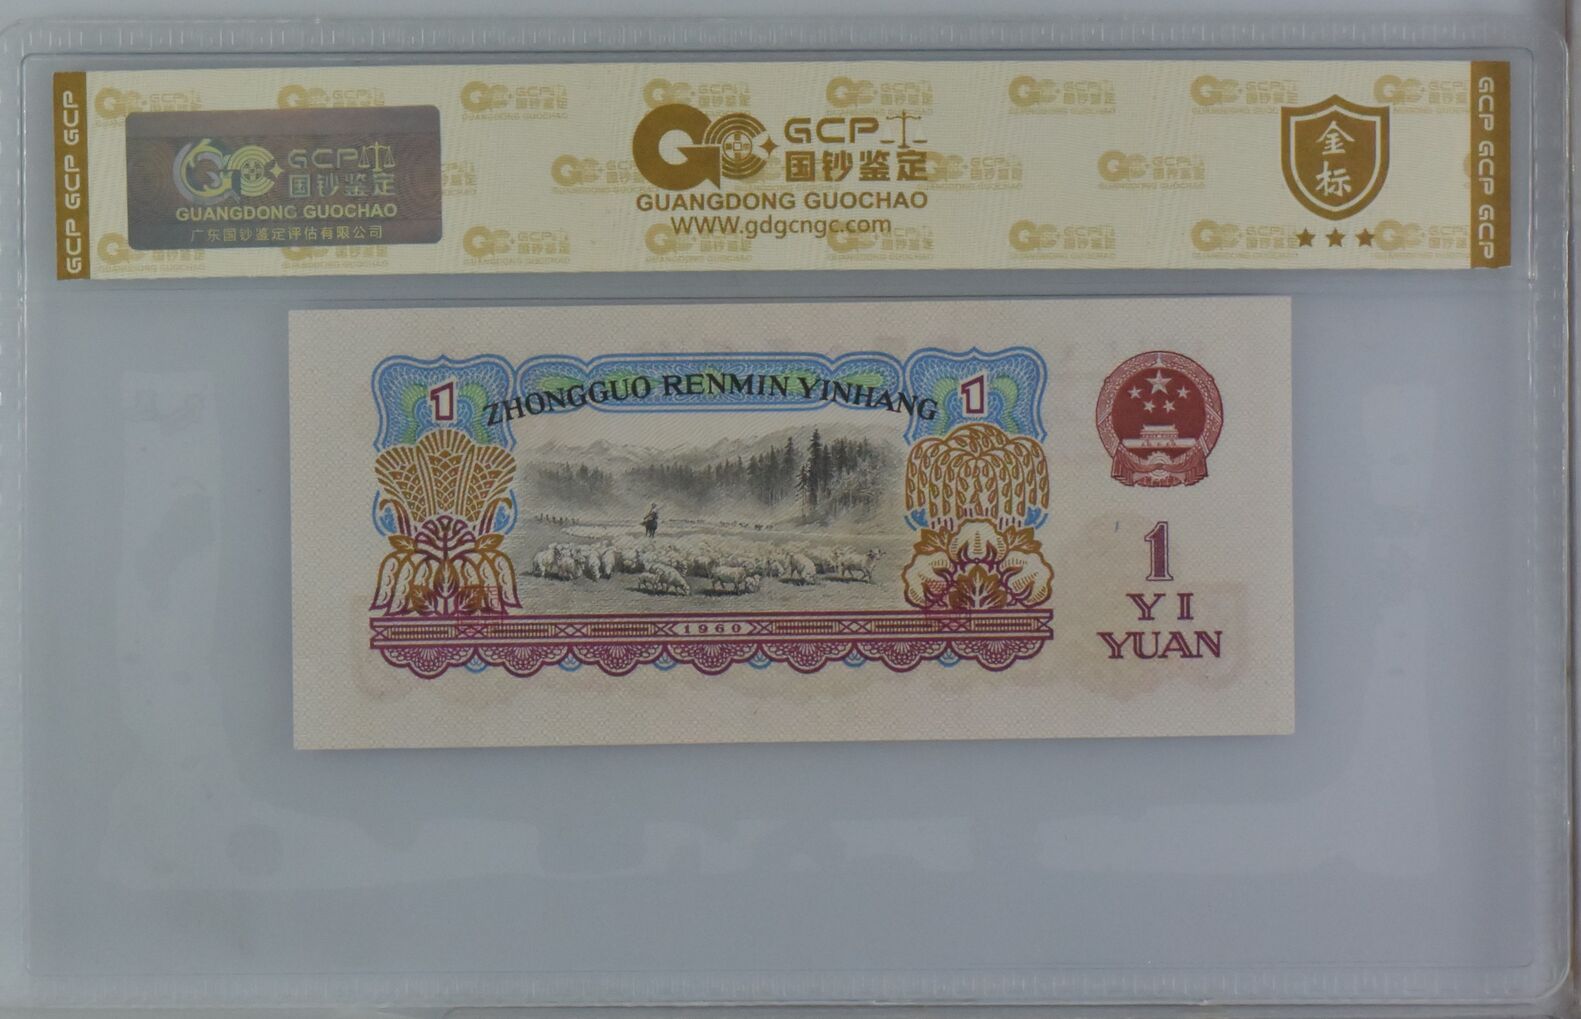 GCP GCP GCP
GCP
国钞鉴定
GUANGDONG GUOCHAO
广东国钞鉴定评估有限公司
GCP
国钞鉴定
GUANGDONG GUOCHAO
WWW.gdgcngc.com
金
标
GCP GCP GCP
1
ZHONGGUO RENMIN YINHANG
1
1
YI
YUAN
1960